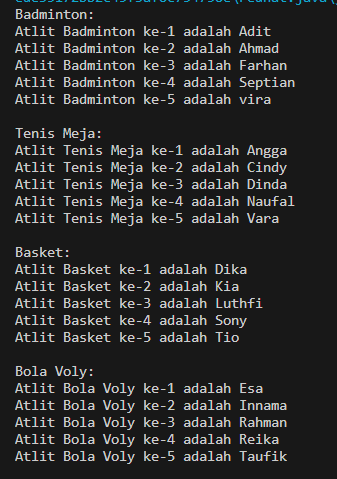 Badminton:
Atlit Badminton ke-1 adalah Adit
Atlit Badminton ke-2 adalah Ahmad
Atlit Badminton ke-3 adalah Farhan
Atlit Badminton ke-4 adalah Septian
Atlit Badminton ke-5 adalah vira

Tenis Meja:
Atlit Tenis Meja ke-1 adalah Angga
Atlit Tenis Meja ke-2 adalah Cindy
Atlit Tenis Meja ke-3 adalah Dinda
Atlit Tenis Meja ke-4 adalah Naufal
Atlit Tenis Meja ke-5 adalah Vara

Basket:
Atlit Basket ke-1 adalah Dika
Atlit Basket ke-2 adalah Kia
Atlit Basket ke-3 adalah Luthfi
Atlit Basket ke-4 adalah Sony
Atlit Basket ke-5 adalah Tio

Bola Voly:
Atlit Bola Voly ke-1 adalah Esa
Atlit Bola Voly ke-2 adalah Innama
Atlit Bola Voly ke-3 adalah Rahman
Atlit Bola Voly ke-4 adalah Reika
Atlit Bola Voly ke-5 adalah Taufik